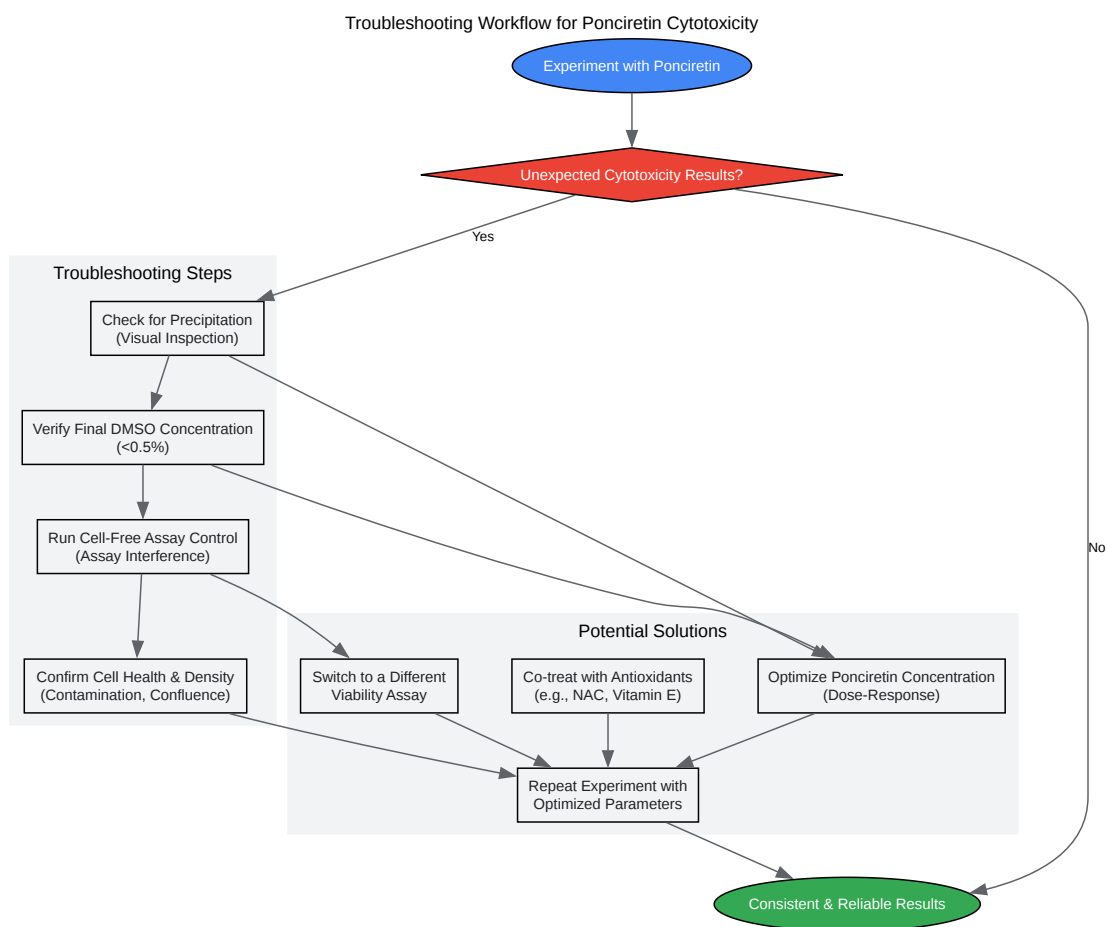 Troubleshooting Workflow for Ponciretin Cytotoxicity
Experiment with Ponciretin
Unexpected Cytotoxicity Results?
Yes
No
Troubleshooting Steps
Check for Precipitation
(Visual Inspection)
Verify Final DMSO Concentration
(<0.5%)
Run Cell-Free Assay Control
(Assay Interference)
Confirm Cell Health & Density
(Contamination, Confluence)
Potential Solutions
Switch to a Different
Viability Assay
Co-treat with Antioxidants
(e.g., NAC, Vitamin E)
Optimize Ponciretin Concentration
(Dose-Response)
Repeat Experiment with
Optimized Parameters
Consistent & Reliable Results